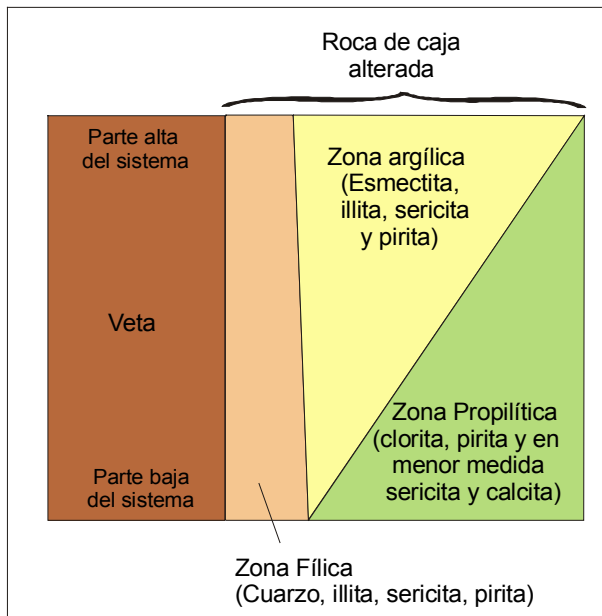 Roca de caja
alterada
Parte alta
del sistema
Zona argílica
(Esmectita,
illita, sericita
y pirita)
Veta
Zona Propilítica
(clorita, pirita y en
menor medida
sericita y calcita)
Parte baja
del sistema
Zona Fílica
(Cuarzo, illita, sericita, pirita)